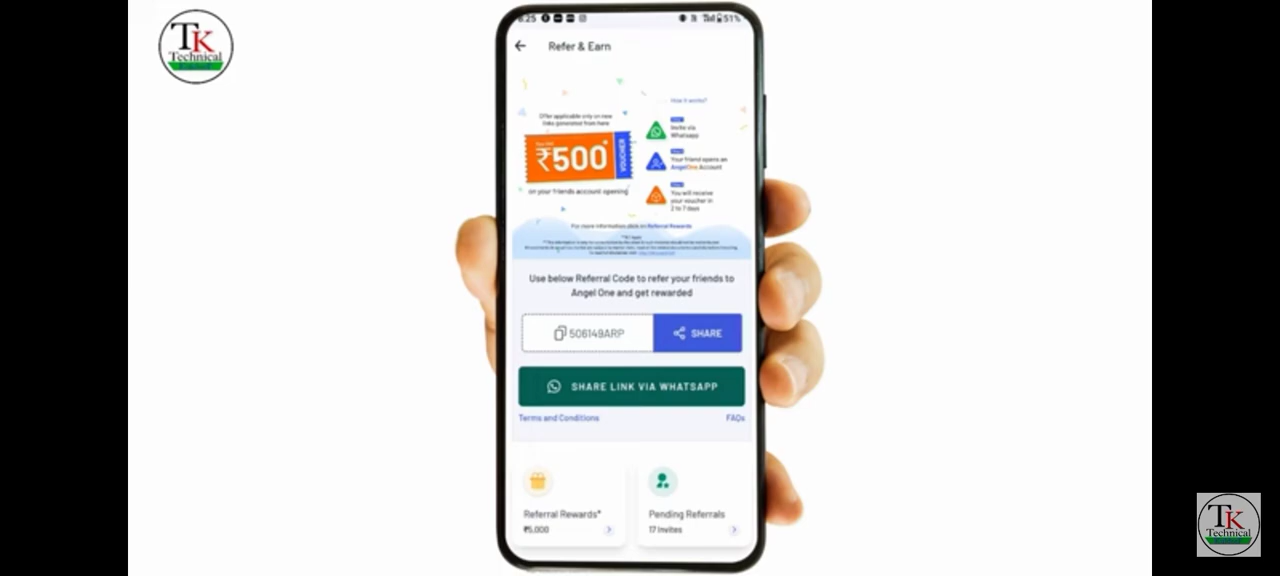 TK
Technical
6:25
51%
Refer & Earn
Offer applicable only on new
links generated from here
₹500*
VOUCHER
on your friends account opening
How it works?
Invite via
Whatsapp
Your friend opens an
AngelOne Account
You will receive
your voucher in
2 to 7 days
For more information click on Referral Rewards
Use below Referral Code to refer your friends to
Angel One and get rewarded
506149ARP
SHARE
SHARE LINK VIA WHATSAPP
Terms and Conditions
FAQs
Referral Rewards*
₹5,000
Pending Referrals
17 Invites
TK
Technical